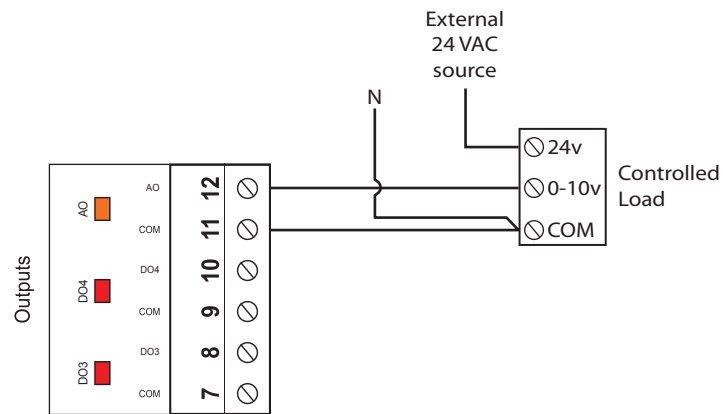 External
24 VAC
source
N
24v
0-10v
COM
Controlled
Load
Outputs
AO
AO
12
COM
11
DO4
DO4
10
COM
9
DO3
DO3
8
COM
7